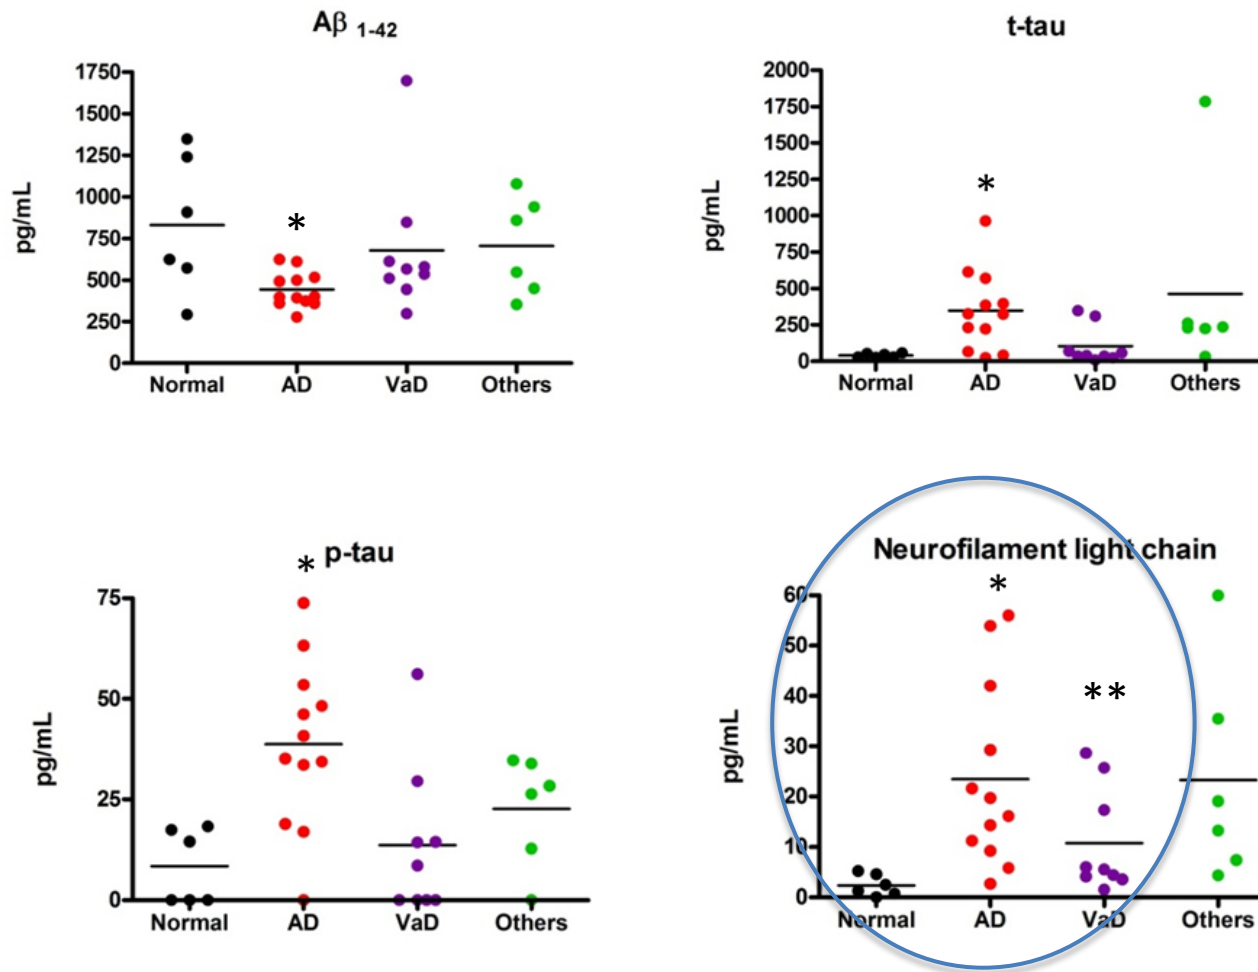 Aβ 1-42
pg/mL
1750
1500
1250
1000
750
500
250
0
*
Normal AD VaD Others
t-tau
pg/mL
2000
1750
1500
1250
1000
750
500
250
0
*
Normal AD VaD Others
p-tau
pg/mL
75
50
25
0
*
Normal AD VaD Others
Neurofilament light chain
pg/mL
60
50
40
30
20
10
0
*
**
Normal AD VaD Others